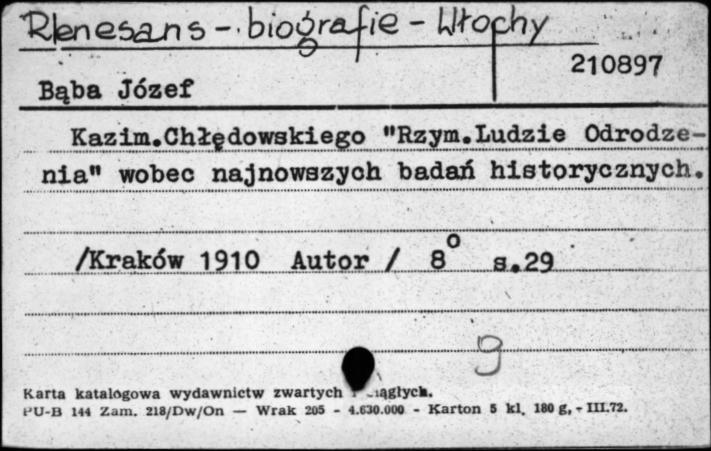 Renesans - biografie - Włochy
210897
Bąba Józef
Kazim.Chłędowskiego "Rzym.Ludzie Odrodze-
nia" wobec najnowszych badań historycznych.
/Kraków 1910 Autor / 8° s.29
g
Karta katalogowa wydawnictw zwartych
PU-B 144 Zam. 218/Dw/On — Wrak 205 - 4.630.000 - Karton 5 kl. 180 g, - III.72.